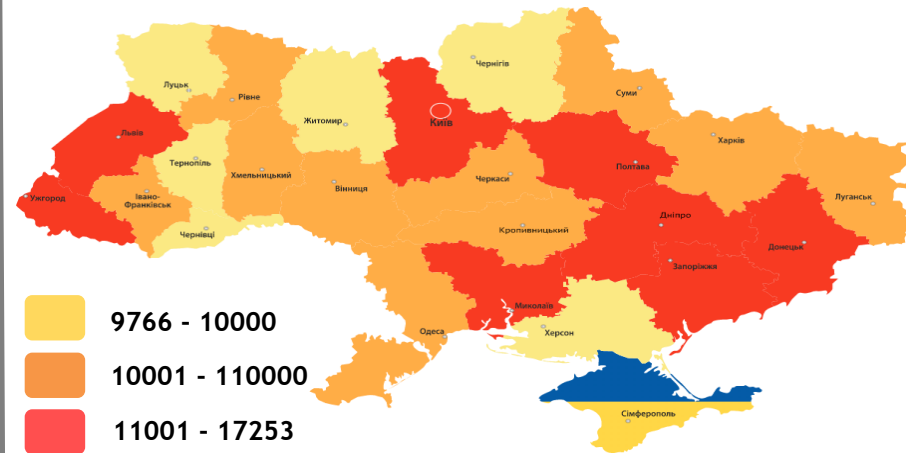 Чернігів
Луцьк
Рівне
Суми
Житомир
Київ
Львів
Харків
Тернопіль
Полтава
Хмельницький
Черкаси
Вінниця
Ужгород
Івано-
Франківськ
Луганськ
Дніпро
Чернівці
Кропивницький
Донецьк
Запоріжжя
Миколаїв
Одеса
Херсон
Сімферополь
9766 - 10000
10001 - 110000
11001 - 17253